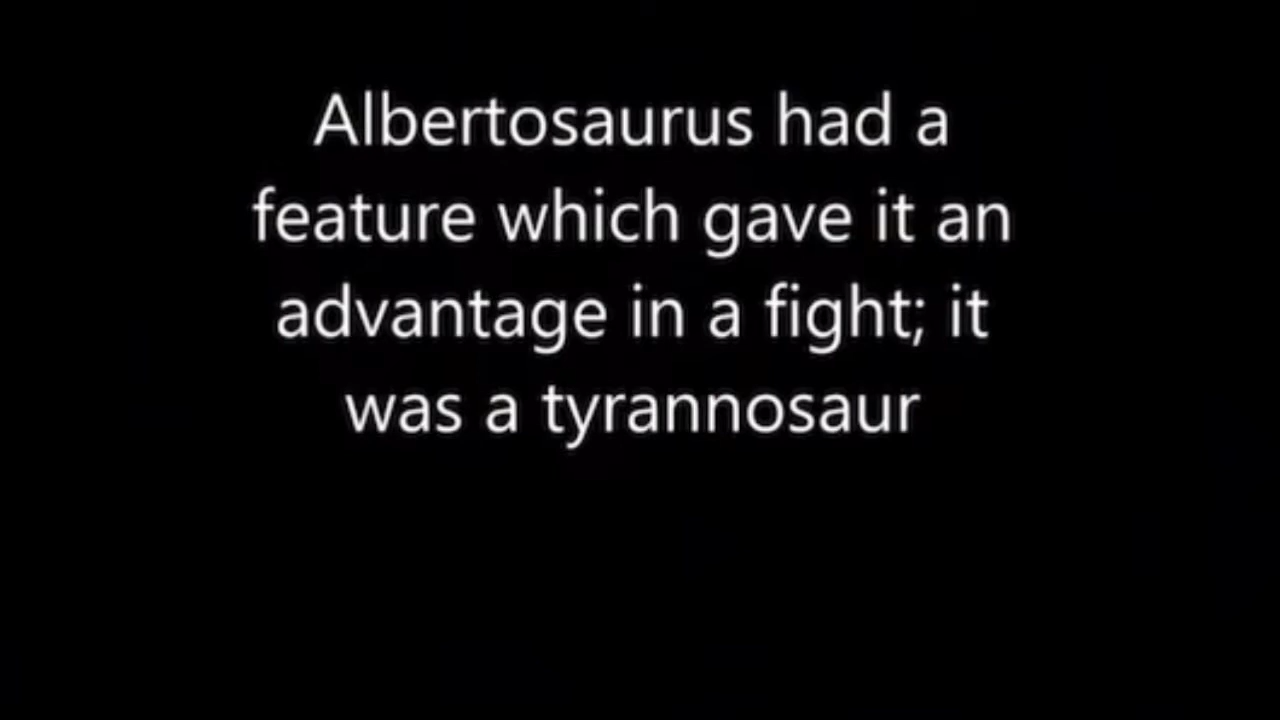 Albertosaurus had a
feature which gave it an
advantage in a fight; it
was a tyrannosaur